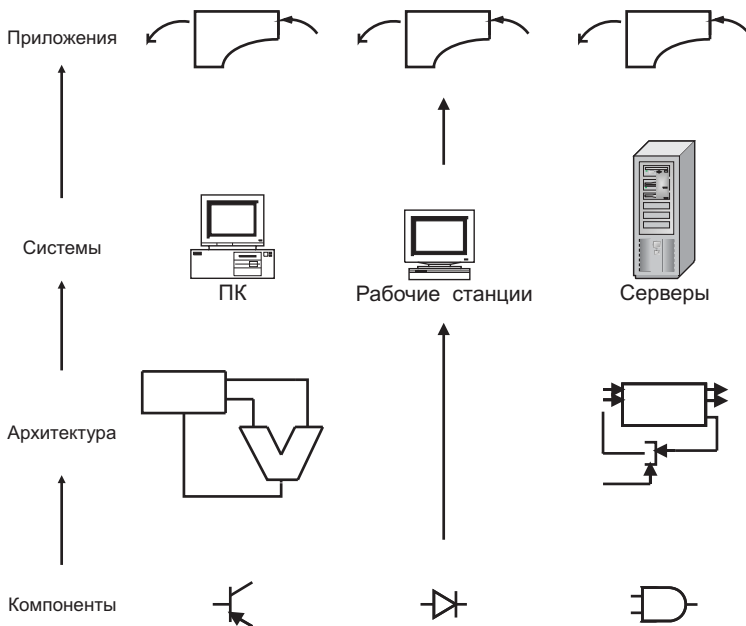 Приложения
Системы
ПК
Рабочие станции
Серверы
Архитектура
Компоненты